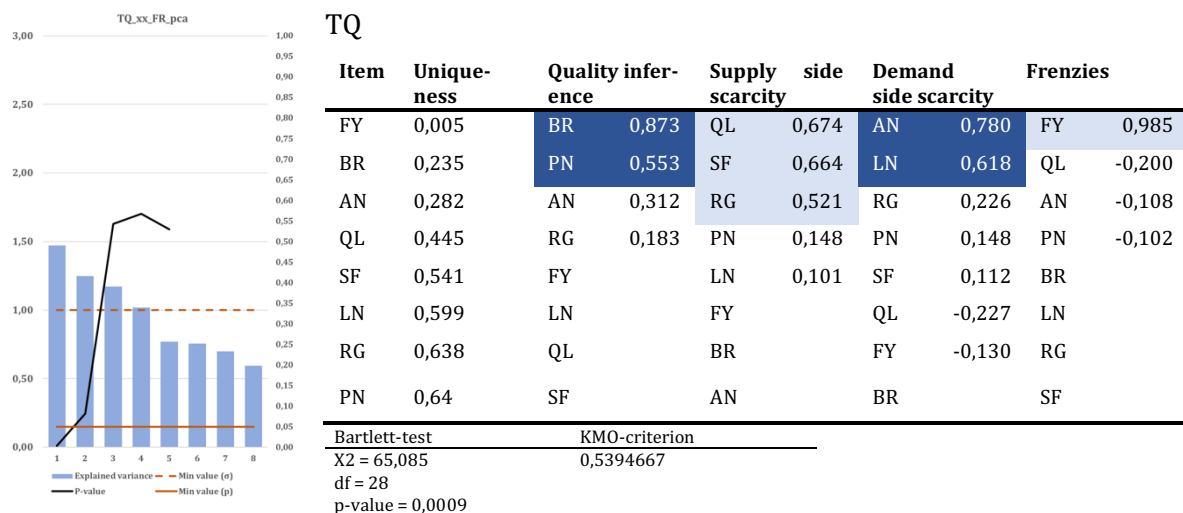 TQ_xx_FR_pca
3,00
2,50
2,00
1,50
1,00
0,50
0,00
1,00
0,95
0,90
0,85
0,80
0,75
0,70
0,65
0,60
0,55
0,50
0,45
0,40
0,35
0,30
0,25
0,20
0,15
0,10
0,05
0,00
1 2 3 4 5 6 7 8
Explained variance Min value (σ)
P-value Min value (p)
TQ
Item Unique- Quality infer- Supply side Demand Frenzies
ness ence scarcity side scarcity
FY 0,005 BR 0,873 QL 0,674 AN 0,780 FY 0,985
BR 0,235 PN 0,553 SF 0,664 LN 0,618 QL -0,200
AN 0,282 AN 0,312 RG 0,521 RG 0,226 AN -0,108
QL 0,445 RG 0,183 PN 0,148 PN 0,148 PN -0,102
SF 0,541 FY LN 0,101 SF 0,112 BR
LN 0,599 LN FY QL -0,227 LN
RG 0,638 QL BR FY -0,130 RG
PN 0,64 SF AN BR SF
Bartlett-test KMO-criterion
X2 = 65,085 0,5394667
df = 28
p-value = 0,0009